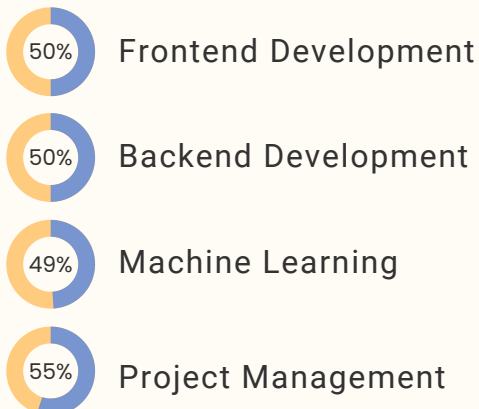 50% Frontend Development
50% Backend Development
49% Machine Learning
55% Project Management